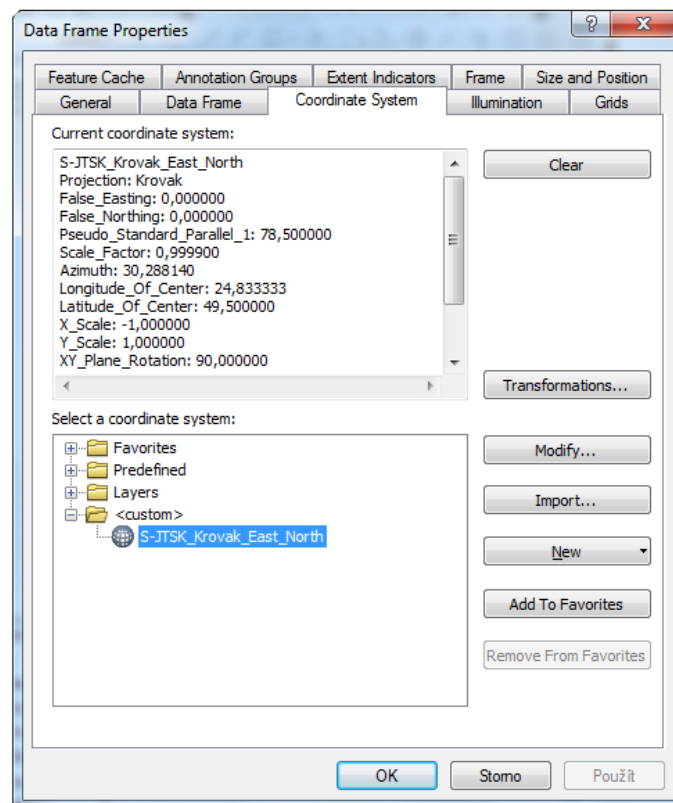 Data Frame Properties
Feature Cache Annotation Groups Extent Indicators Frame Size and Position
General Data Frame Coordinate System Illumination Grids
Current coordinate system:
S-JTSK_Krovak_East_North
Projection: Krovak
False_Easting: 0,000000
False_Northing: 0,000000
Pseudo_Standard_Parallel_1: 78,500000
Scale_Factor: 0,999900
Azimuth: 30,288140
Longitude_Of_Center: 24,833333
Latitude_Of_Center: 49,500000
X_Scale: -1,000000
Y_Scale: 1,000000
XY_Plane_Rotation: 90,000000
Clear
Transformations...
Select a coordinate system:
Favorites
Predefined
Layers
<custom>
S-JTSK_Krovak_East_North
Modify...
Import...
New
Add To Favorites
Remove From Favorites
OK Storno Použít